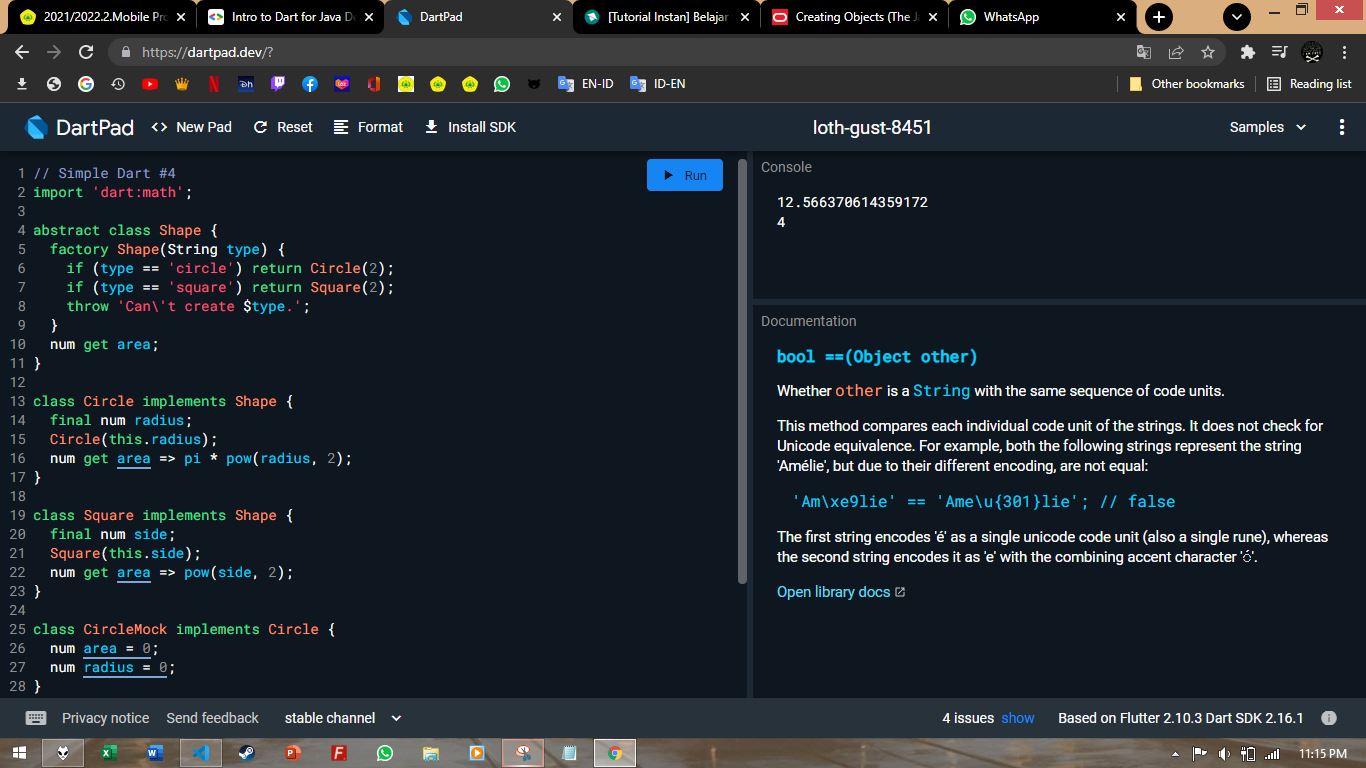 2021/2022.2.Mobile Pro
Intro to Dart for Java D
DartPad
[Tutorial Instan] Belajar
Creating Objects (The J
WhatsApp
https://dartpad.dev/?
EN-ID
ID-EN
Other bookmarks
Reading list
DartPad
<> New Pad
Reset
Format
Install SDK
loth-gust-8451
Samples
1 // Simple Dart #4
2 import 'dart:math';
3
4 abstract class Shape {
5 factory Shape(String type) {
6 if (type == 'circle') return Circle(2);
7 if (type == 'square') return Square(2);
8 throw 'Can\'t create $type.';
9 }
10 num get area;
11 }
12
13 class Circle implements Shape {
14 final num radius;
15 Circle(this.radius);
16 num get area => pi * pow(radius, 2);
17 }
18
19 class Square implements Shape {
20 final num side;
21 Square(this.side);
22 num get area => pow(side, 2);
23 }
24
25 class CircleMock implements Circle {
26 num area = 0;
27 num radius = 0;
28 }
Run
Console
12.566370614359172
4
Documentation
bool ==(Object other)
Whether other is a String with the same sequence of code units.
This method compares each individual code unit of the strings. It does not check for
Unicode equivalence. For example, both the following strings represent the string
'Amélie', but due to their different encoding, are not equal:
'Am\xe9lie' == 'Ame\u{301}lie'; // false
The first string encodes 'é' as a single unicode code unit (also a single rune), whereas
the second string encodes it as 'e' with the combining accent character '◌́'.
Open library docs
Privacy notice
Send feedback
stable channel
4 issues show
Based on Flutter 2.10.3 Dart SDK 2.16.1
11:15 PM